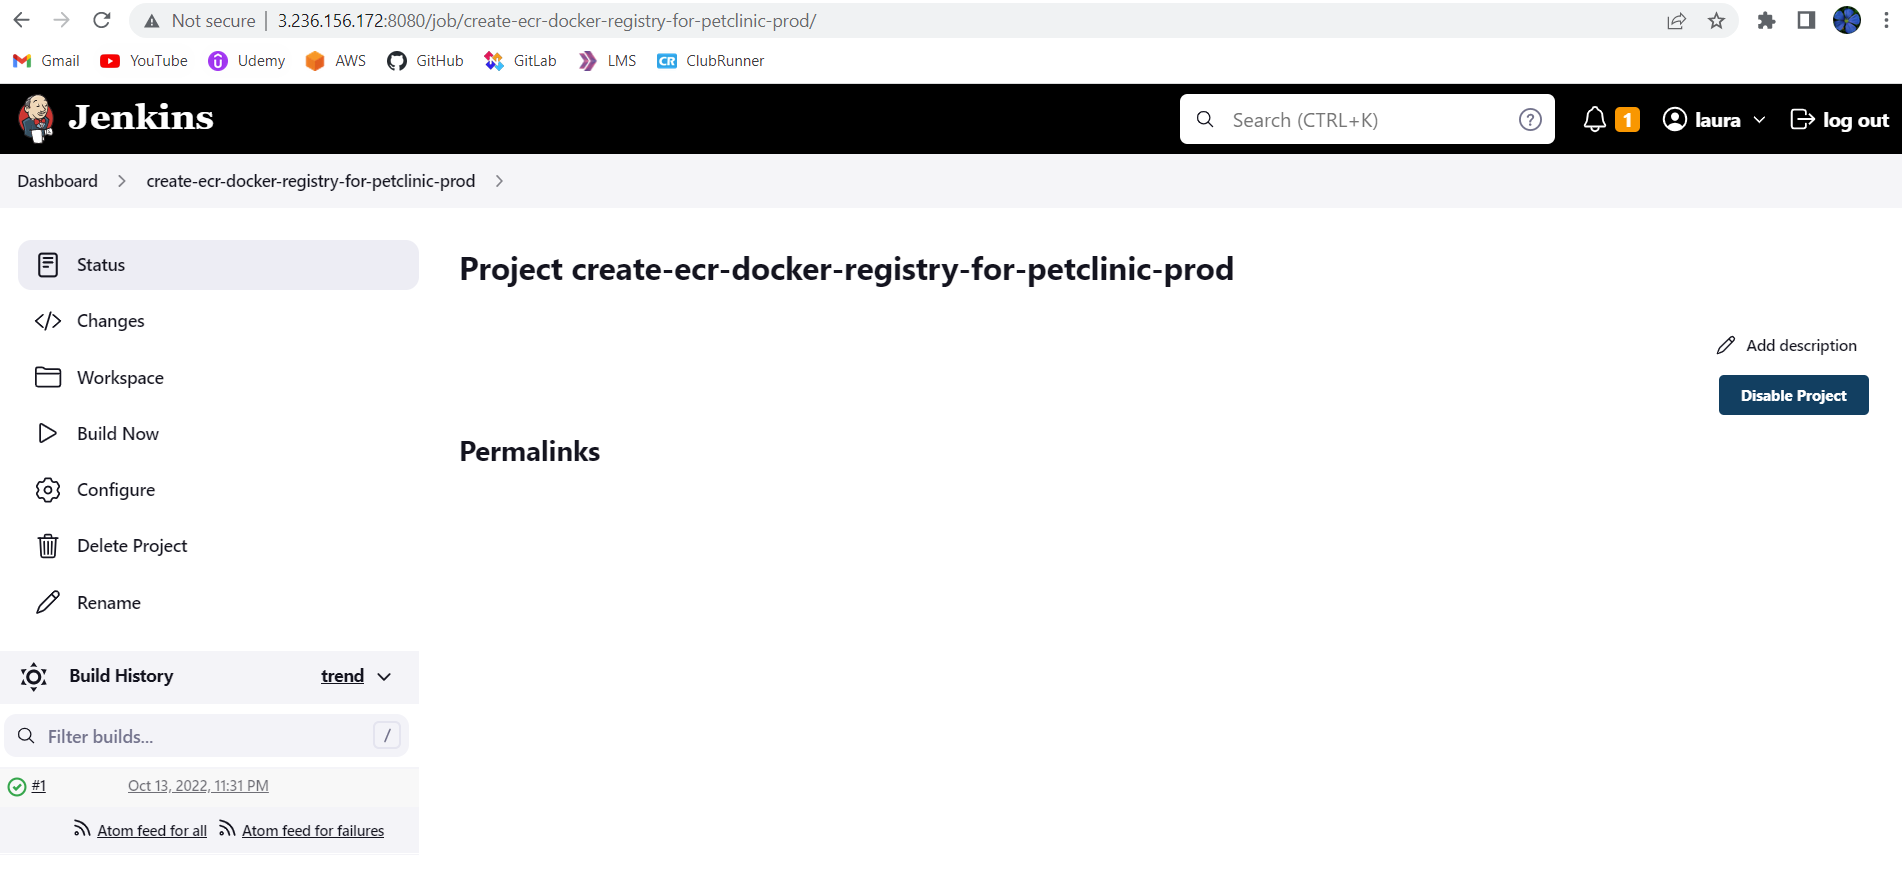 Not secure 3.236.156.172:8080/job/create-ecr-docker-registry-for-petclinic-prod/
Gmail YouTube Udemy AWS GitHub GitLab LMS CR ClubRunner
Jenkins Search (CTRL+K) ? 1 laura log out
Dashboard create-ecr-docker-registry-for-petclinic-prod
Status
Changes
Workspace
Build Now
Configure
Delete Project
Rename
Build History trend
Filter builds... /
#1 Oct 13, 2022, 11:31 PM
Atom feed for all Atom feed for failures
Project create-ecr-docker-registry-for-petclinic-prod
Add description
Disable Project
Permalinks